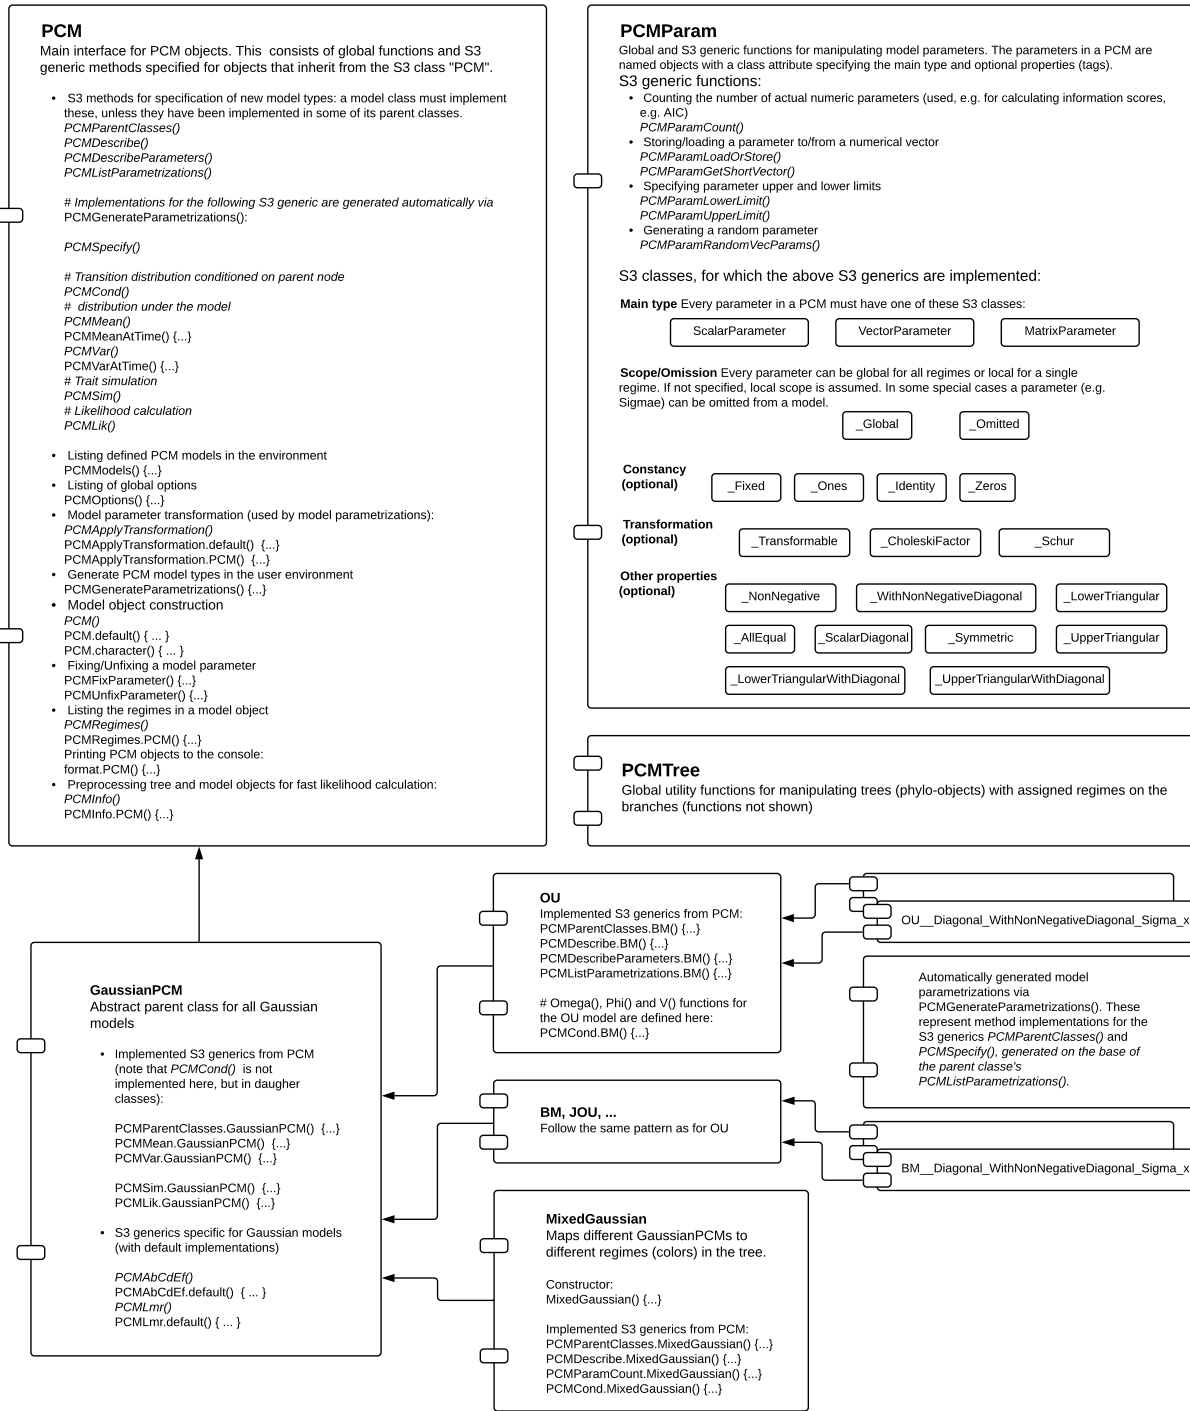 PCM
Main interface for PCM objects. This  consists of global functions and S3
generic methods specified for objects that inherit from the S3 class "PCM".
• S3 methods for specification of new model types: a model class must implement
these, unless they have been implemented in some of its parent classes.
PCMParentClasses()
PCMDescribe()
PCMDescribeParameters()
PCMListParametrizations()
# Implementations for the following S3 generic are generated automatically via
PCMGenerateParametrizations():
PCMSpecify()
# Transition distribution conditioned on parent node
PCMCond()
#  distribution under the model
PCMMean()
PCMMeanAtTime() {...}
PCMVar()
PCMVarAtTime() {...}
# Trait simulation
PCMSim()
# Likelihood calculation
PCMLik()
• Listing defined PCM models in the environment
PCMModels() {...}
• Listing of global options
PCMOptions() {...}
• Model parameter transformation (used by model parametrizations):
PCMApplyTransformation()
PCMApplyTransformation.default()  {...}
PCMApplyTransformation.PCM()  {...}
• Generate PCM model types in the user environment
PCMGenerateParametrizations() {...}
• Model object construction
PCM()
PCM.default() { ... }
PCM.character() { ... }
• Fixing/Unfixing a model parameter
PCMFixParameter() {...}
PCMUnfixParameter() {...}
• Listing the regimes in a model object
PCMRegimes()
PCMRegimes.PCM() {...}
Printing PCM objects to the console:
format.PCM() {...}
• Preprocessing tree and model objects for fast likelihood calculation:
PCMInfo()
PCMInfo.PCM() {...}
PCMParam
Global and S3 generic functions for manipulating model parameters. The parameters in a PCM are
named objects with a class attribute specifying the main type and optional properties (tags).
S3 generic functions:
• Counting the number of actual numeric parameters (used, e.g. for calculating information scores,
e.g. AIC)
PCMParamCount()
• Storing/loading a parameter to/from a numerical vector
PCMParamLoadOrStore()
PCMParamGetShortVector()
• Specifying parameter upper and lower limits
PCMParamLowerLimit()
PCMParamUpperLimit()
• Generating a random parameter
PCMParamRandomVecParams()
S3 classes, for which the above S3 generics are implemented:
Main type Every parameter in a PCM must have one of these S3 classes:
ScalarParameter VectorParameter MatrixParameter
Scope/Omission Every parameter can be global for all regimes or local for a single
regime. If not specified, local scope is assumed. In some special cases a parameter (e.g.
Sigmae) can be omitted from a model.
_Global _Omitted
Constancy
(optional)
_Fixed _Ones _Identity _Zeros
Transformation
(optional)
_Transformable _CholeskiFactor _Schur
Other properties
(optional)
_NonNegative _WithNonNegativeDiagonal _LowerTriangular
_AllEqual _ScalarDiagonal _Symmetric _UpperTriangular
_LowerTriangularWithDiagonal _UpperTriangularWithDiagonal
PCMTree
Global utility functions for manipulating trees (phylo-objects) with assigned regimes on the
branches (functions not shown)
GaussianPCM
Abstract parent class for all Gaussian
models
• Implemented S3 generics from PCM
(note that PCMCond()  is not
implemented here, but in daugher
classes):
PCMParentClasses.GaussianPCM()  {...}
PCMMean.GaussianPCM()  {...}
PCMVar.GaussianPCM()  {...}
PCMSim.GaussianPCM()  {...}
PCMLik.GaussianPCM()  {...}
• S3 generics specific for Gaussian models
(with default implementations)
PCMAbCdEf()
PCMAbCdEf.default()  { ... }
PCMLmr()
PCMLmr.default() { ... }
OU
Implemented S3 generics from PCM:
PCMParentClasses.BM() {...}
PCMDescribe.BM() {...}
PCMDescribeParameters.BM() {...}
PCMListParametrizations.BM() {...}
# Omega(), Phi() and V() functions for
the OU model are defined here:
PCMCond.BM() {...}
BM, JOU, ...
Follow the same pattern as for OU
MixedGaussian
Maps different GaussianPCMs to
different regimes (colors) in the tree.
Constructor:
MixedGaussian() {...}
Implemented S3 generics from PCM:
PCMParentClasses.MixedGaussian() {...}
PCMDescribe.MixedGaussian() {...}
PCMParamCount.MixedGaussian() {...}
PCMCond.MixedGaussian() {...}
OU__Diagonal_WithNonNegativeDiagonal_Sigma_x
Automatically generated model
parametrizations via
PCMGenerateParametrizations(). These
represent method implementations for the
S3 generics PCMParentClasses() and
PCMSpecify(), generated on the base of
the parent classe's
PCMListParametrizations().
BM__Diagonal_WithNonNegativeDiagonal_Sigma_x